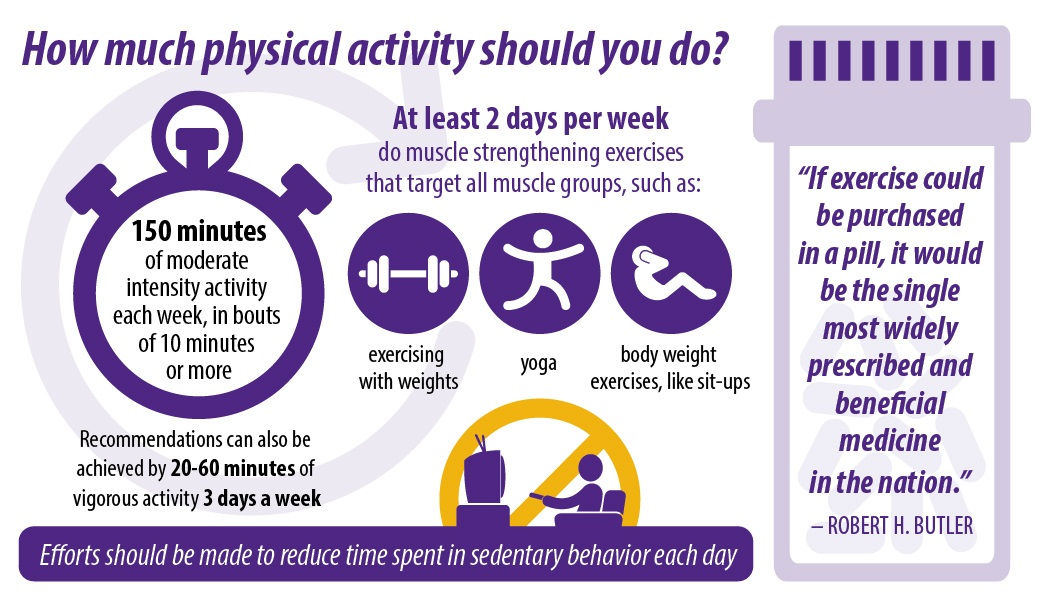 How much physical activity should you do?
150 minutes
of moderate
intensity activity
each week, in bouts
of 10 minutes
or more
Recommendations can also be
achieved by 20-60 minutes of
vigorous activity 3 days a week
At least 2 days per week
do muscle strengthening exercises
that target all muscle groups, such as:
exercising
with weights
yoga
body weight
exercises, like sit-ups
Efforts should be made to reduce time spent in sedentary behavior each day
“If exercise could
be purchased
in a pill, it would
be the single
most widely
prescribed and
beneficial
medicine
in the nation.”
– ROBERT H. BUTLER